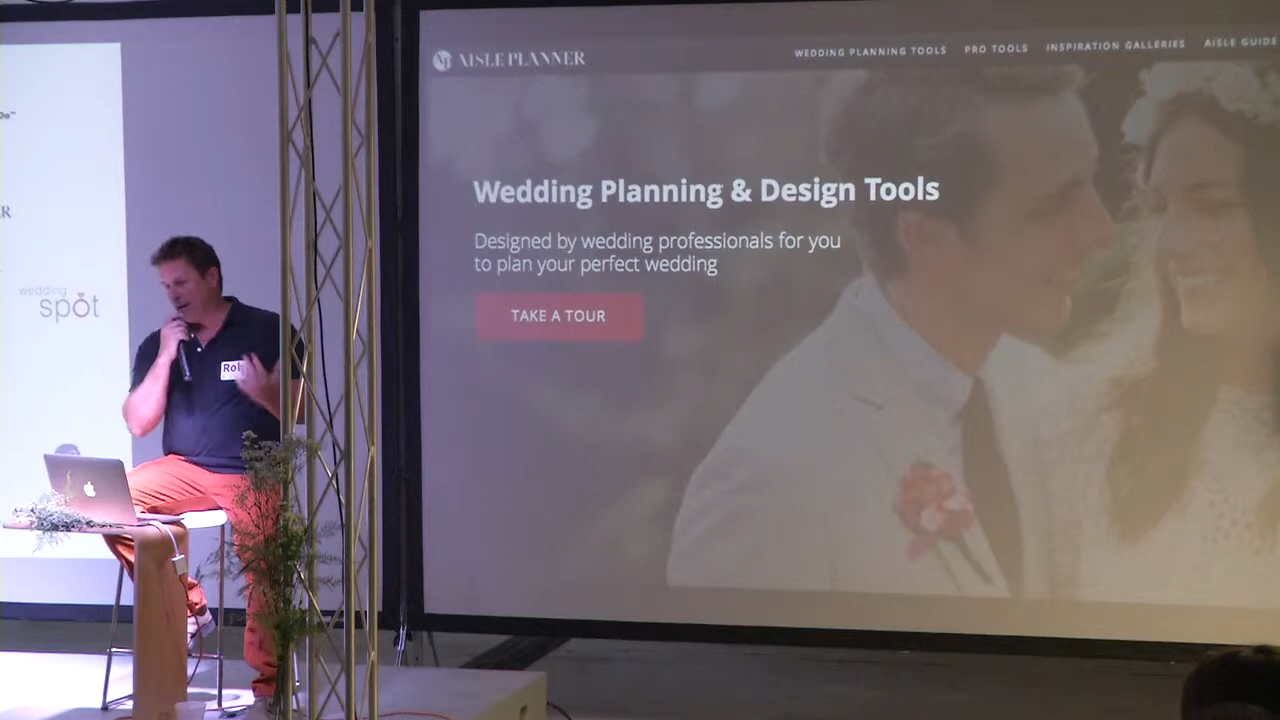 wedding
spot
Rob
AISLE PLANNER
WEDDING PLANNING TOOLS PRO TOOLS INSPIRATION GALLERIES AISLE GUIDE
Wedding Planning & Design Tools
Designed by wedding professionals for you
to plan your perfect wedding
TAKE A TOUR